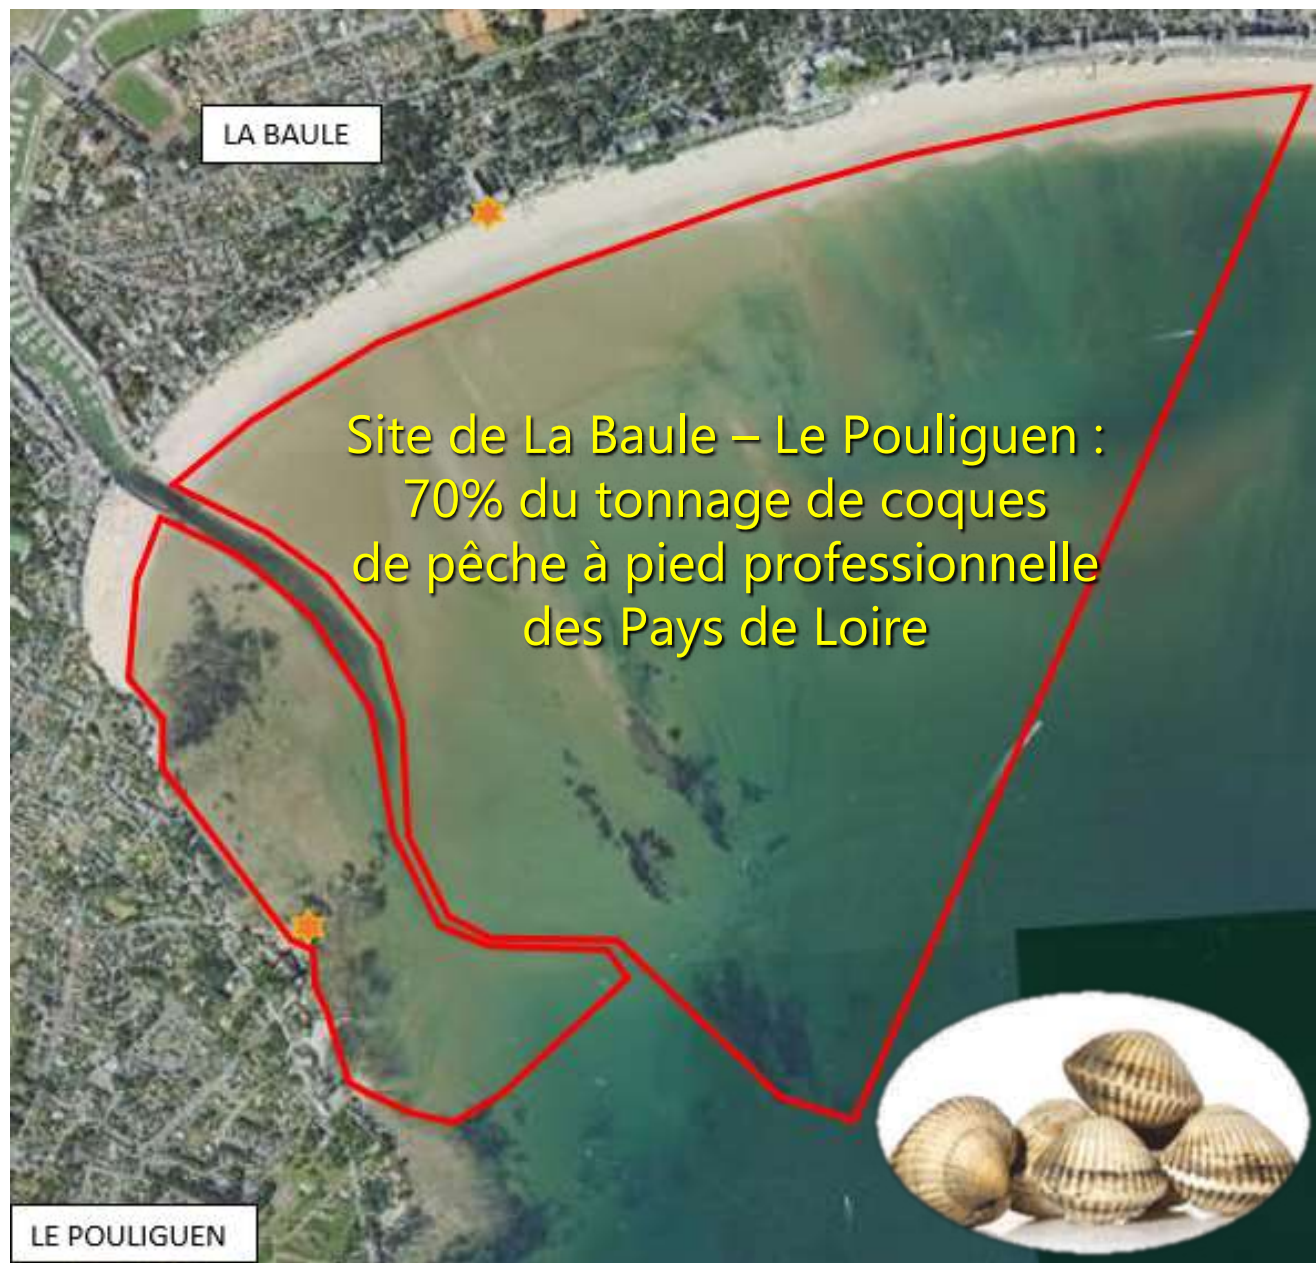 LA BAULE
Site de La Baule – Le Pouliguen :
70% du tonnage de coques
de pêche à pied professionnelle
des Pays de Loire
LE POULIGUEN